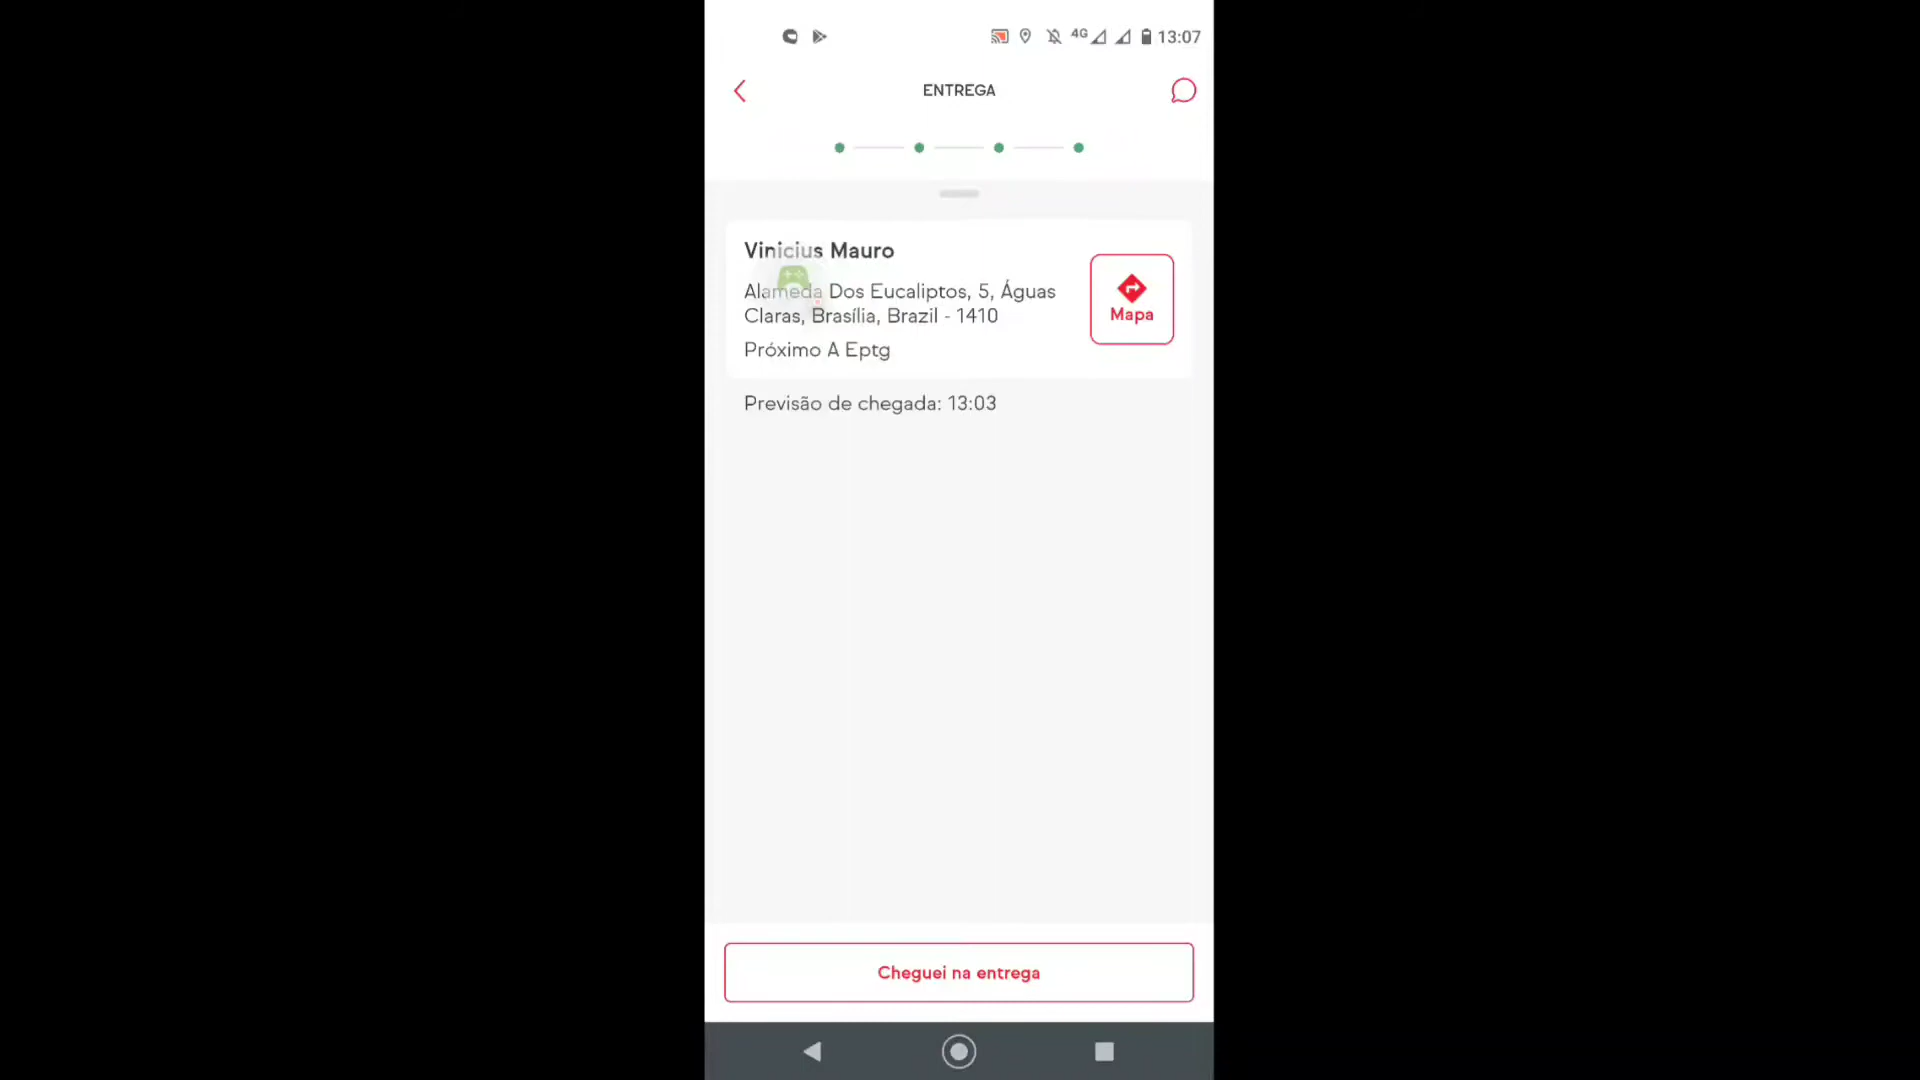 4G 13:07
ENTREGA
Vinicius Mauro
Alameda Dos Eucaliptos, 5, Águas
Claras, Brasília, Brazil - 1410
Próximo A Eptg
Mapa
Previsão de chegada: 13:03
Cheguei na entrega